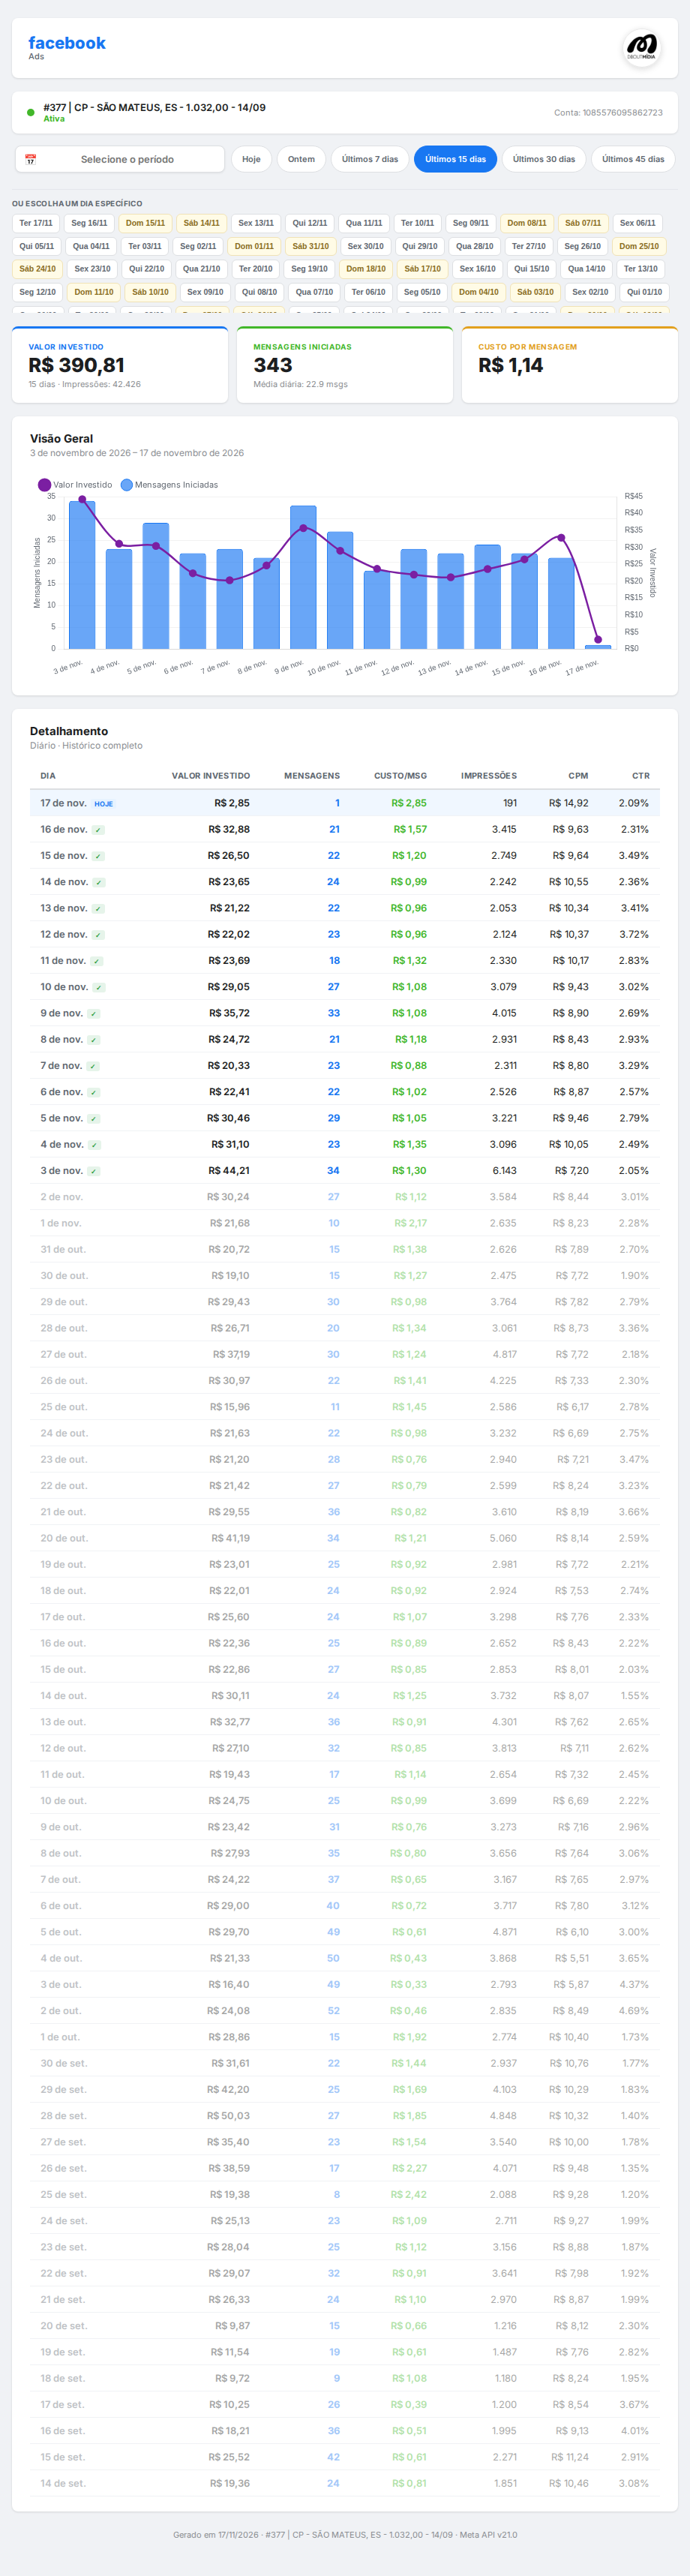 facebook
Ads
ABOUTMÍDIA
#377 | CP - SÃO MATEUS, ES - 1.032,00 - 14/09
Ativa
Conta: 1085576095862723
Selecione o período
Hoje
Ontem
Últimos 7 dias
Últimos 15 dias
Últimos 30 dias
Últimos 45 dias
OU ESCOLHA UM DIA ESPECÍFICO
Ter 17/11 Seg 16/11 Dom 15/11 Sáb 14/11 Sex 13/11 Qui 12/11 Qua 11/11 Ter 10/11 Seg 09/11 Dom 08/11 Sáb 07/11 Sex 06/11
Qui 05/11 Qua 04/11 Ter 03/11 Seg 02/11 Dom 01/11 Sáb 31/10 Sex 30/10 Qui 29/10 Qua 28/10 Ter 27/10 Seg 26/10 Dom 25/10
Sáb 24/10 Sex 23/10 Qui 22/10 Qua 21/10 Ter 20/10 Seg 19/10 Dom 18/10 Sáb 17/10 Sex 16/10 Qui 15/10 Qua 14/10 Ter 13/10
Seg 12/10 Dom 11/10 Sáb 10/10 Sex 09/10 Qui 08/10 Qua 07/10 Ter 06/10 Seg 05/10 Dom 04/10 Sáb 03/10 Sex 02/10 Qui 01/10
VALOR INVESTIDO
R$ 390,81
15 dias · Impressões: 42.426
MENSAGENS INICIADAS
343
Média diária: 22.9 msgs
CUSTO POR MENSAGEM
R$ 1,14
Visão Geral
3 de novembro de 2026 – 17 de novembro de 2026
Valor Investido Mensagens Iniciadas
Mensagens Iniciadas
35
30
25
20
15
10
5
0
R$45
R$40
R$35
R$30
R$25
R$20
R$15
R$10
R$5
R$0
Valor Investido
3 de nov. 4 de nov. 5 de nov. 6 de nov. 7 de nov. 8 de nov. 9 de nov. 10 de nov. 11 de nov. 12 de nov. 13 de nov. 14 de nov. 15 de nov. 16 de nov. 17 de nov.
Detalhamento
Diário · Histórico completo
DIA VALOR INVESTIDO MENSAGENS CUSTO/MSG IMPRESSÕES CPM CTR
17 de nov. HOJE R$ 2,85 1 R$ 2,85 191 R$ 14,92 2.09%
16 de nov. ✓ R$ 32,88 21 R$ 1,57 3.415 R$ 9,63 2.31%
15 de nov. ✓ R$ 26,50 22 R$ 1,20 2.749 R$ 9,64 3.49%
14 de nov. ✓ R$ 23,65 24 R$ 0,99 2.242 R$ 10,55 2.36%
13 de nov. ✓ R$ 21,22 22 R$ 0,96 2.053 R$ 10,34 3.41%
12 de nov. ✓ R$ 22,02 23 R$ 0,96 2.124 R$ 10,37 3.72%
11 de nov. ✓ R$ 23,69 18 R$ 1,32 2.330 R$ 10,17 2.83%
10 de nov. ✓ R$ 29,05 27 R$ 1,08 3.079 R$ 9,43 3.02%
9 de nov. ✓ R$ 35,72 33 R$ 1,08 4.015 R$ 8,90 2.69%
8 de nov. ✓ R$ 24,72 21 R$ 1,18 2.931 R$ 8,43 2.93%
7 de nov. ✓ R$ 20,33 23 R$ 0,88 2.311 R$ 8,80 3.29%
6 de nov. ✓ R$ 22,41 22 R$ 1,02 2.526 R$ 8,87 2.57%
5 de nov. ✓ R$ 30,46 29 R$ 1,05 3.221 R$ 9,46 2.79%
4 de nov. ✓ R$ 31,10 23 R$ 1,35 3.096 R$ 10,05 2.49%
3 de nov. ✓ R$ 44,21 34 R$ 1,30 6.143 R$ 7,20 2.05%
2 de nov. R$ 30,24 27 R$ 1,12 3.584 R$ 8,44 3.01%
1 de nov. R$ 21,68 10 R$ 2,17 2.635 R$ 8,23 2.28%
31 de out. R$ 20,72 15 R$ 1,38 2.626 R$ 7,89 2.70%
30 de out. R$ 19,10 15 R$ 1,27 2.475 R$ 7,72 1.90%
29 de out. R$ 29,43 30 R$ 0,98 3.764 R$ 7,82 2.79%
28 de out. R$ 26,71 20 R$ 1,34 3.061 R$ 8,73 3.36%
27 de out. R$ 37,19 30 R$ 1,24 4.817 R$ 7,72 2.18%
26 de out. R$ 30,97 22 R$ 1,41 4.225 R$ 7,33 2.30%
25 de out. R$ 15,96 11 R$ 1,45 2.586 R$ 6,17 2.78%
24 de out. R$ 21,63 22 R$ 0,98 3.232 R$ 6,69 2.75%
23 de out. R$ 21,20 28 R$ 0,76 2.940 R$ 7,21 3.47%
22 de out. R$ 21,42 27 R$ 0,79 2.599 R$ 8,24 3.23%
21 de out. R$ 29,55 36 R$ 0,82 3.610 R$ 8,19 3.66%
20 de out. R$ 41,19 34 R$ 1,21 5.060 R$ 8,14 2.59%
19 de out. R$ 23,01 25 R$ 0,92 2.981 R$ 7,72 2.21%
18 de out. R$ 22,01 24 R$ 0,92 2.924 R$ 7,53 2.74%
17 de out. R$ 25,60 24 R$ 1,07 3.298 R$ 7,76 2.33%
16 de out. R$ 22,36 25 R$ 0,89 2.652 R$ 8,43 2.22%
15 de out. R$ 22,86 27 R$ 0,85 2.853 R$ 8,01 2.03%
14 de out. R$ 30,11 24 R$ 1,25 3.732 R$ 8,07 1.55%
13 de out. R$ 32,77 36 R$ 0,91 4.301 R$ 7,62 2.65%
12 de out. R$ 27,10 32 R$ 0,85 3.813 R$ 7,11 2.62%
11 de out. R$ 19,43 17 R$ 1,14 2.654 R$ 7,32 2.45%
10 de out. R$ 24,75 25 R$ 0,99 3.699 R$ 6,69 2.22%
9 de out. R$ 23,42 31 R$ 0,76 3.273 R$ 7,16 2.96%
8 de out. R$ 27,93 35 R$ 0,80 3.656 R$ 7,64 3.06%
7 de out. R$ 24,22 37 R$ 0,65 3.167 R$ 7,65 2.97%
6 de out. R$ 29,00 40 R$ 0,72 3.717 R$ 7,80 3.12%
5 de out. R$ 29,70 49 R$ 0,61 4.871 R$ 6,10 3.00%
4 de out. R$ 21,33 50 R$ 0,43 3.868 R$ 5,51 3.65%
3 de out. R$ 16,40 49 R$ 0,33 2.793 R$ 5,87 4.37%
2 de out. R$ 24,08 52 R$ 0,46 2.835 R$ 8,49 4.69%
1 de out. R$ 28,86 15 R$ 1,92 2.774 R$ 10,40 1.73%
30 de set. R$ 31,61 22 R$ 1,44 2.937 R$ 10,76 1.77%
29 de set. R$ 42,20 25 R$ 1,69 4.103 R$ 10,29 1.83%
28 de set. R$ 50,03 27 R$ 1,85 4.848 R$ 10,32 1.40%
27 de set. R$ 35,40 23 R$ 1,54 3.540 R$ 10,00 1.78%
26 de set. R$ 38,59 17 R$ 2,27 4.071 R$ 9,48 1.35%
25 de set. R$ 19,38 8 R$ 2,42 2.088 R$ 9,28 1.20%
24 de set. R$ 25,13 23 R$ 1,09 2.711 R$ 9,27 1.99%
23 de set. R$ 28,04 25 R$ 1,12 3.156 R$ 8,88 1.87%
22 de set. R$ 29,07 32 R$ 0,91 3.641 R$ 7,98 1.92%
21 de set. R$ 26,33 24 R$ 1,10 2.970 R$ 8,87 1.99%
20 de set. R$ 9,87 15 R$ 0,66 1.216 R$ 8,12 2.30%
19 de set. R$ 11,54 19 R$ 0,61 1.487 R$ 7,76 2.82%
18 de set. R$ 9,72 9 R$ 1,08 1.180 R$ 8,24 1.95%
17 de set. R$ 10,25 26 R$ 0,39 1.200 R$ 8,54 3.67%
16 de set. R$ 18,21 36 R$ 0,51 1.995 R$ 9,13 4.01%
15 de set. R$ 25,52 42 R$ 0,61 2.271 R$ 11,24 2.91%
14 de set. R$ 19,36 24 R$ 0,81 1.851 R$ 10,46 3.08%
Gerado em 17/11/2026 · #377 | CP - SÃO MATEUS, ES - 1.032,00 - 14/09 · Meta API v21.0